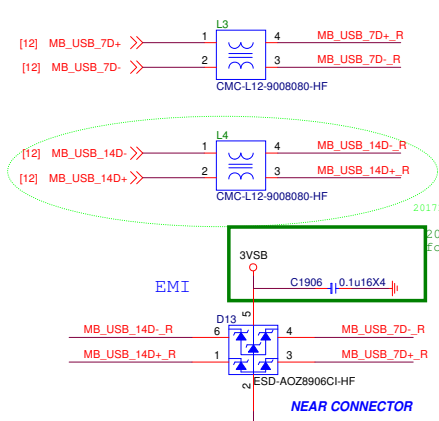 L3
[12] MB_USB_7D+ 1 4 MB_USB_7D+_R
[12] MB_USB_7D- 2 3 MB_USB_7D-_R
CMC-L12-9008080-HF
L4
[12] MB_USB_14D- 1 4 MB_USB_14D-_R
[12] MB_USB_14D+ 2 3 MB_USB_14D+_R
CMC-L12-9008080-HF
2017
20
fo
3VSB
EMI
C1906 0.1u16X4
D13 5
MB_USB_14D-_R 6 4 MB_USB_7D-_R
MB_USB_14D+_R 1 3 MB_USB_7D+_R
2 ESD-AOZ8906CI-HF
NEAR CONNECTOR